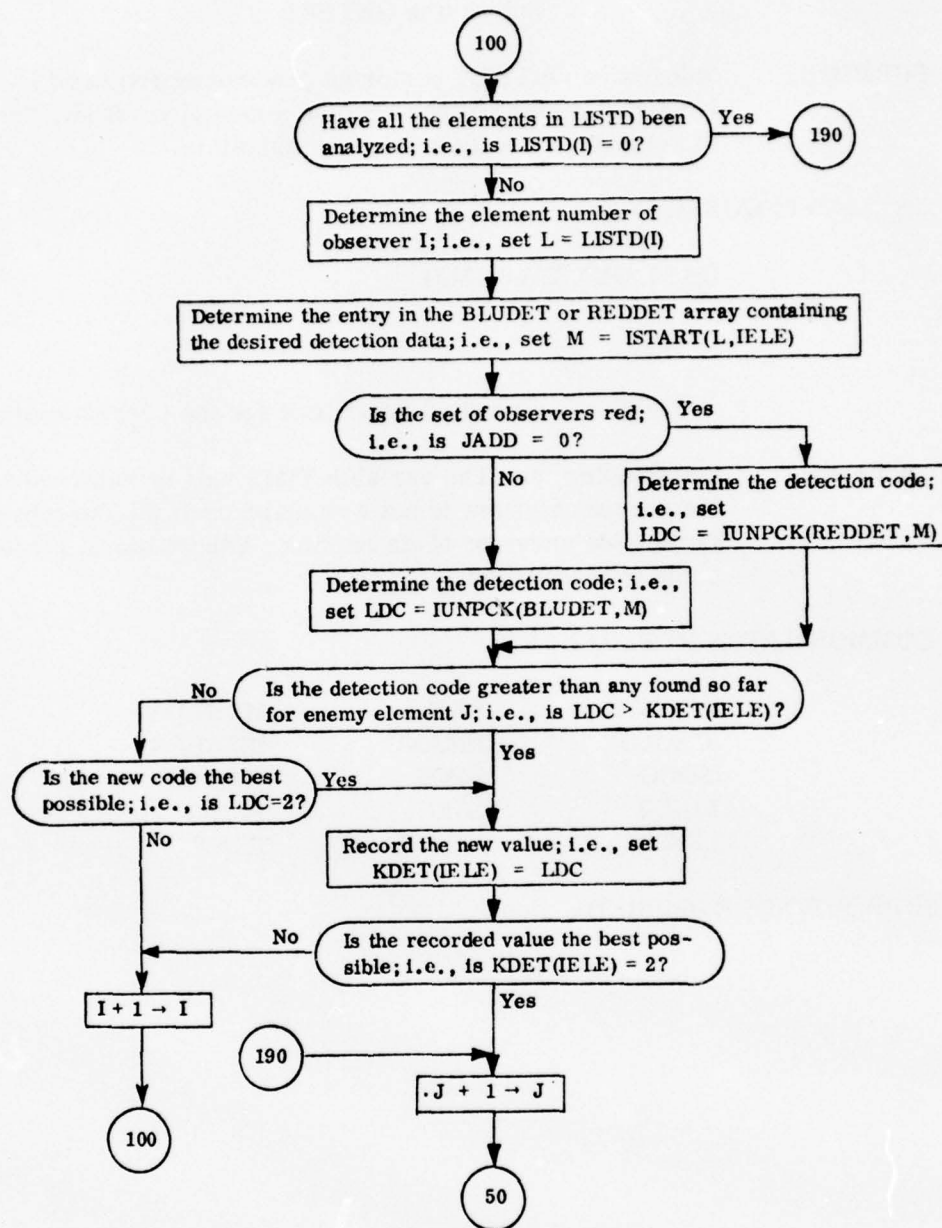 100
Have all the elements in LISTD been
analyzed; i.e., is LISTD(I) = 0?
Yes
190
No
Determine the element number of
observer I; i.e., set L = LISTD(I)
Determine the entry in the BLUDET or REDDET array containing
the desired detection data; i.e., set M = ISTART(L,IELE)
Is the set of observers red;
i.e., is JADD = 0?
Yes
No
Determine the detection code;
i.e., set
LDC = IUNPCK(REDDET,M)
Determine the detection code; i.e.,
set LDC = IUNPCK(BLUDET,M)
No
Is the detection code greater than any found so far
for enemy element J; i.e., is LDC > KDET(IELE)?
Yes
Is the new code the best
possible; i.e., is LDC=2?
Yes
No
Record the new value; i.e., set
KDET(IELE) = LDC
No
Is the recorded value the best pos-
sible; i.e., is KDET(IELE) = 2?
Yes
I + 1 → I
190
.J + 1 → J
100
50